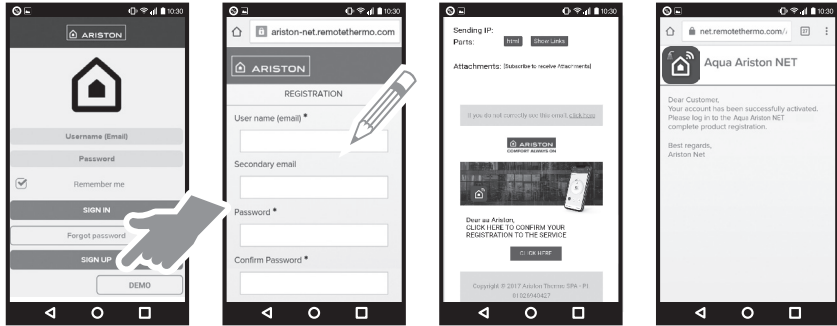 10:30
ARISTON
Username (Email)
Password
Remember me
SIGN IN
Forgot password
SIGN UP
DEMO
10:30
ariston-net.remotethermo.com
ARISTON
REGISTRATION
User name (email) *
Secondary email
Password *
Confirm Password *
10:30
Sending IP:
Parts: html Show Links
Attachments: (Subscribe to receive Attachments)
If you do not correctly see this email, click here
ARISTON
COMFORT ALWAYS ON
Dear aa Ariston,
CLICK HERE TO CONFIRM YOUR
REGISTRATION TO THE SERVICE
CLICK HERE
Copyright © 2017 Ariston Thermo SPA - P.I.
01026940427
10:30
net.remotethermo.com/
Aqua Ariston NET
Dear Customer,
Your account has been successfully activated.
Please log in to the Aqua Ariston NET
complete product registration.
Best regards,
Ariston Net